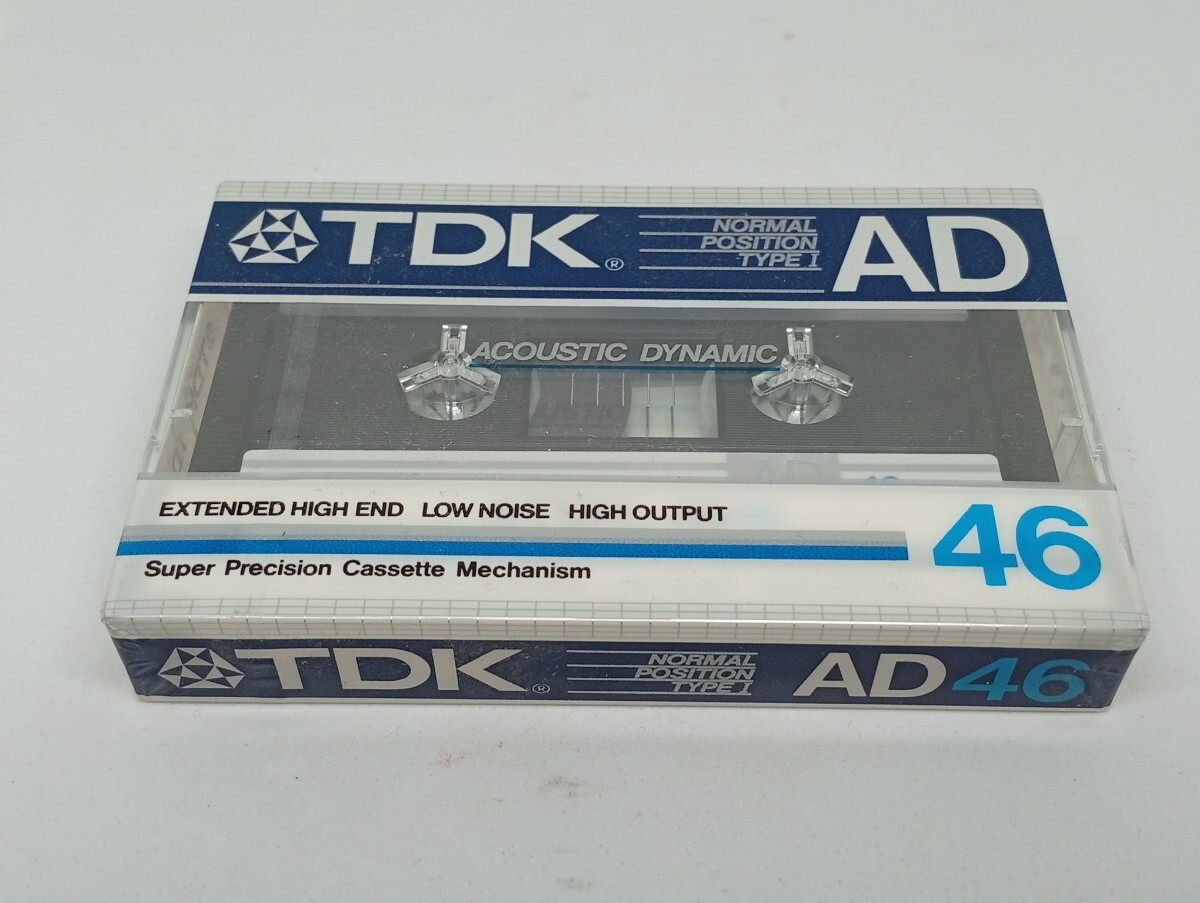 TDK® NORMAL POSITION TYPE I AD
ACOUSTIC DYNAMIC
EXTENDED HIGH END LOW NOISE HIGH OUTPUT
46
Super Precision Cassette Mechanism
TDK® NORMAL POSITION TYPE I AD 46